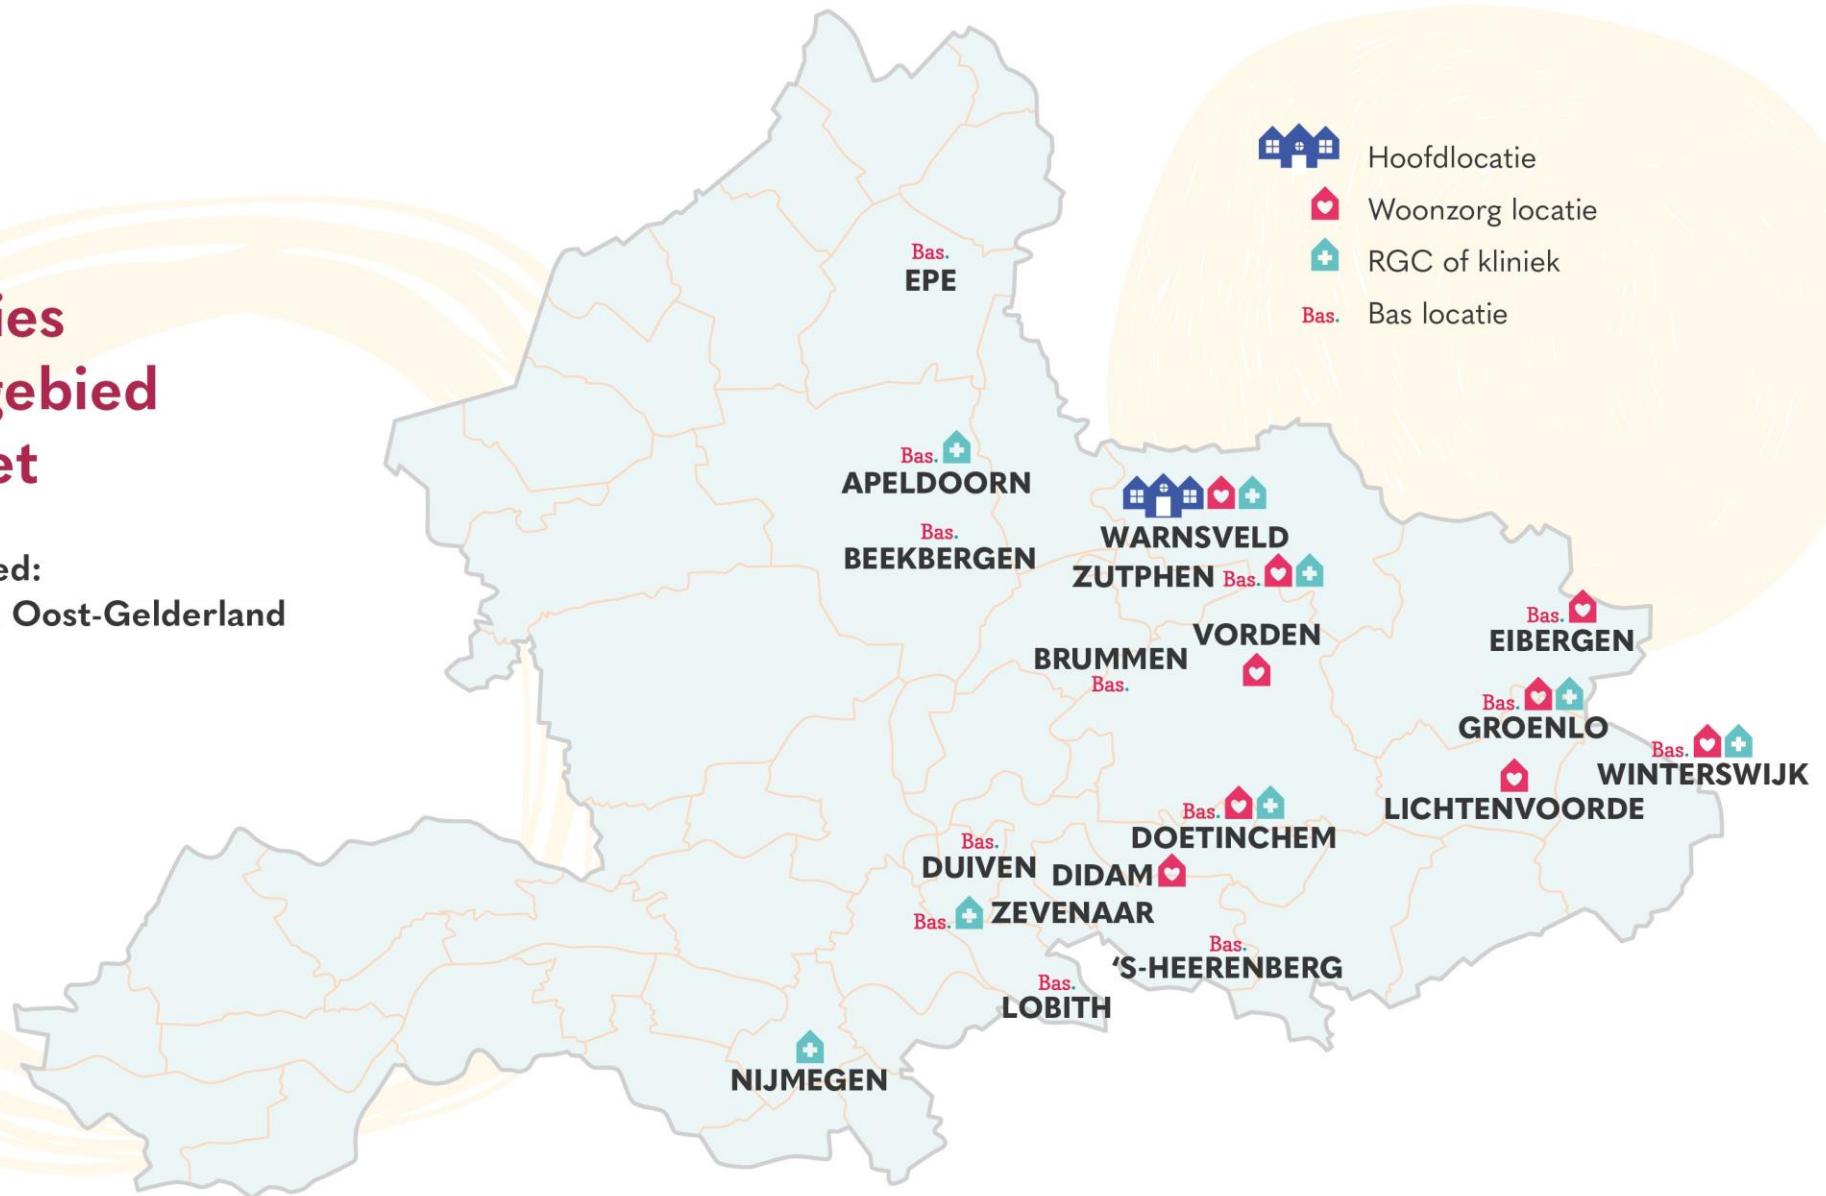 ies
gebied
et
ed:
Oost-Gelderland
Hoofdlocatie
Woonzorg locatie
RGC of kliniek
Bas. Bas locatie
Bas.
EPE
Bas.
APELDOORN
Bas.
BEEKBERGEN
WARNSVELD
ZUTPHEN Bas.
VORDEN
BRUMMEN
Bas.
Bas.
EIBERGEN
Bas.
GROENLO
Bas.
WINTERSWIJK
LICHTENVOORDE
Bas.
DOETINCHEM
Bas.
DUIVEN
DIDAM
Bas. ZEVENAAR
Bas.
'S-HEERENBERG
Bas.
LOBITH
NIJMEGEN